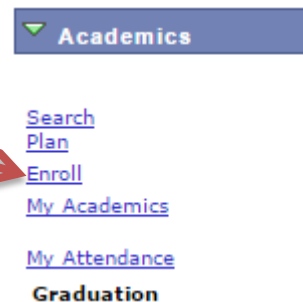 Academics
Search
Plan
Enroll
My Academics
My Attendance
Graduation